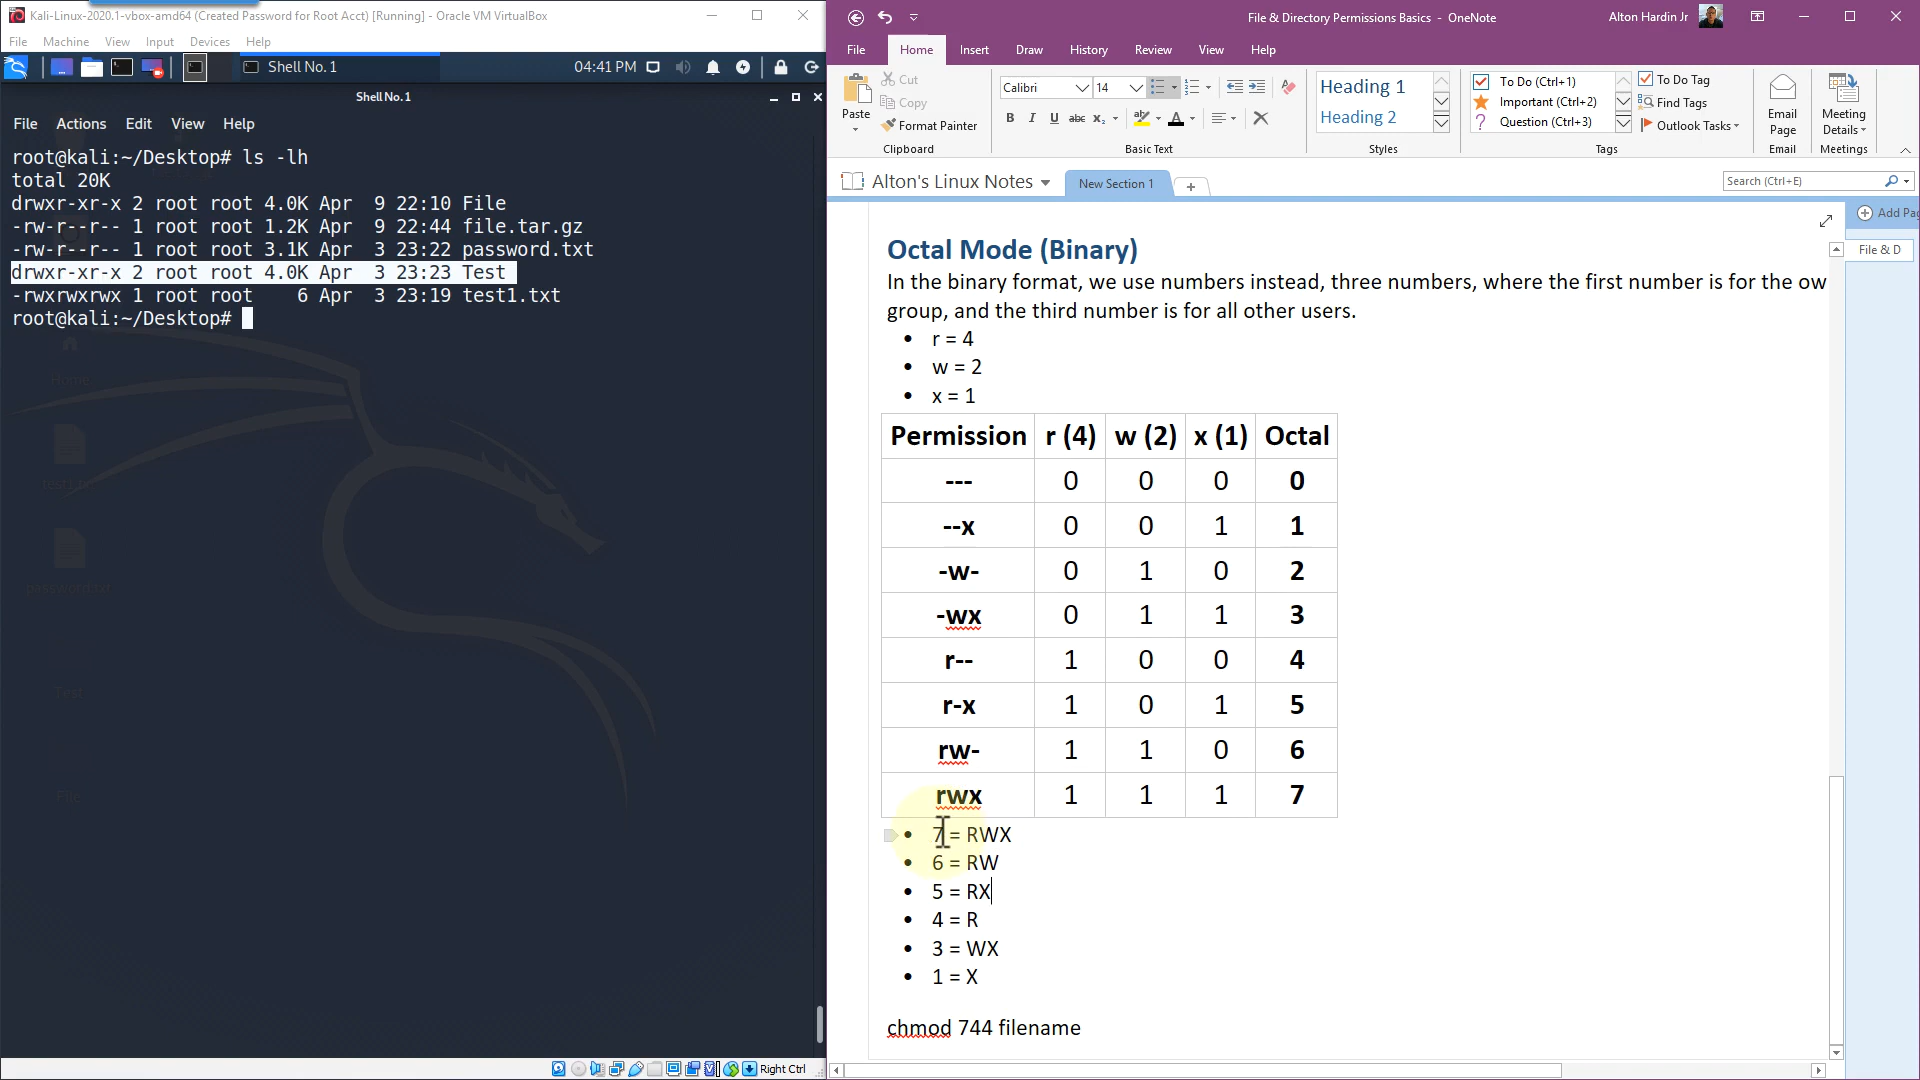 Kali-Linux-2020.1-vbox-amd64 (Created Password for Root Acct) [Running] - Oracle VM VirtualBox
File Machine View Input Devices Help
Shell No. 1
04:41 PM
Shell No. 1
File Actions Edit View Help
root@kali:~/Desktop# ls -lh
total 20K
drwxr-xr-x 2 root root 4.0K Apr  9 22:10 File
-rw-r--r-- 1 root root 1.2K Apr  9 22:44 file.tar.gz
-rw-r--r-- 1 root root 3.1K Apr  3 23:22 password.txt
drwxr-xr-x 2 root root 4.0K Apr  3 23:23 Test
-rwxrwxrwx 1 root root    6 Apr  3 23:19 test1.txt
root@kali:~/Desktop#
Home
password.txt
Test
File
Right Ctrl
File & Directory Permissions Basics - OneNote
Alton Hardin Jr
File Home Insert Draw History Review View Help
Paste
Cut
Copy
Format Painter
Clipboard
Calibri 14
B I U abc x₂ A
Basic Text
Heading 1
Heading 2
Styles
To Do (Ctrl+1)
Important (Ctrl+2)
Question (Ctrl+3)
To Do Tag
Find Tags
Outlook Tasks
Tags
Email Page
Email
Meeting Details
Meetings
Alton's Linux Notes
New Section 1
Search (Ctrl+E)
Add Pag
File & D
Octal Mode (Binary)
In the binary format, we use numbers instead, three numbers, where the first number is for the ow
group, and the third number is for all other users.
• r = 4
• w = 2
• x = 1
Permission r (4) w (2) x (1) Octal
--- 0 0 0 0
--x 0 0 1 1
-w- 0 1 0 2
-wx 0 1 1 3
r-- 1 0 0 4
r-x 1 0 1 5
rw- 1 1 0 6
rwx 1 1 1 7
• 7 = RWX
• 6 = RW
• 5 = RX
• 4 = R
• 3 = WX
• 1 = X
chmod 744 filename